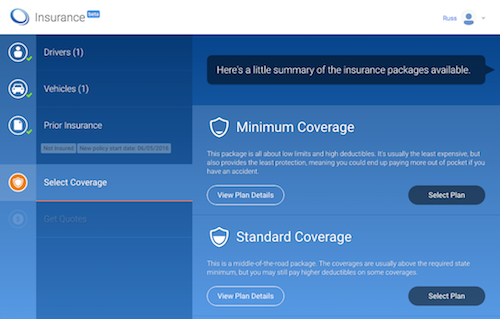 Insurance beta
Russ
Drivers (1)
Vehicles (1)
Prior Insurance
Not insured New policy start date: 06/05/2016
Select Coverage
Get Quotes
Here's a little summary of the insurance packages available.
Minimum Coverage
This package is all about low limits and high deductibles. It's usually the least expensive, but
also provides the least protection, meaning you could end up paying more out of pocket if you
have an accident.
View Plan Details
Select Plan
Standard Coverage
This is a middle-of-the-road package. The coverages are usually above the required state
minimum, but you may still pay higher deductibles on some coverages.
View Plan Details
Select Plan